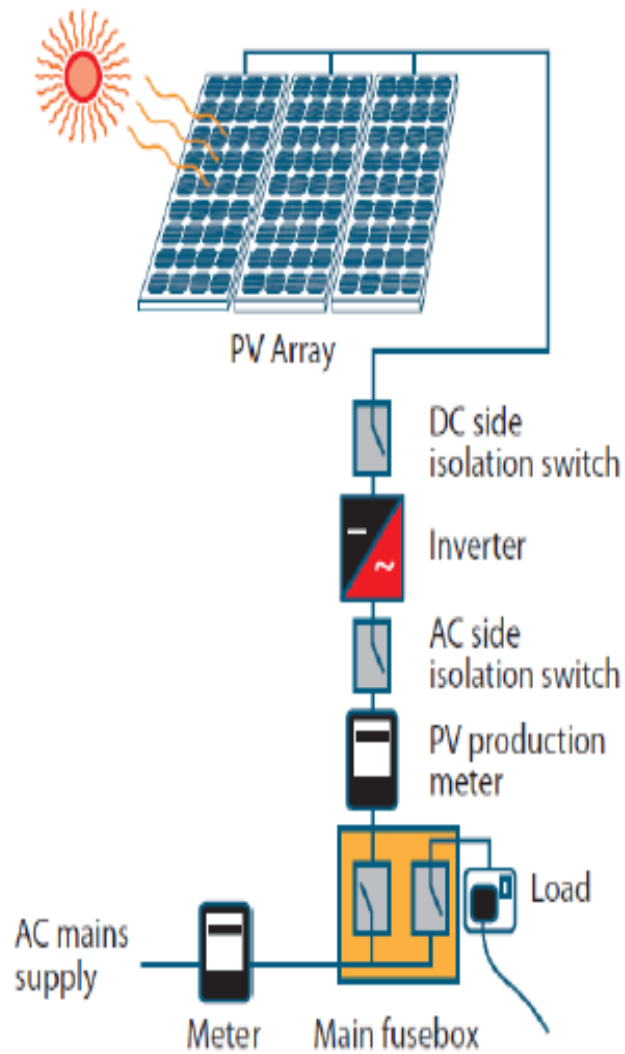 PV Array
DC side
isolation switch
Inverter
AC side
isolation switch
PV production
meter
Load
AC mains
supply
Meter
Main fusebox